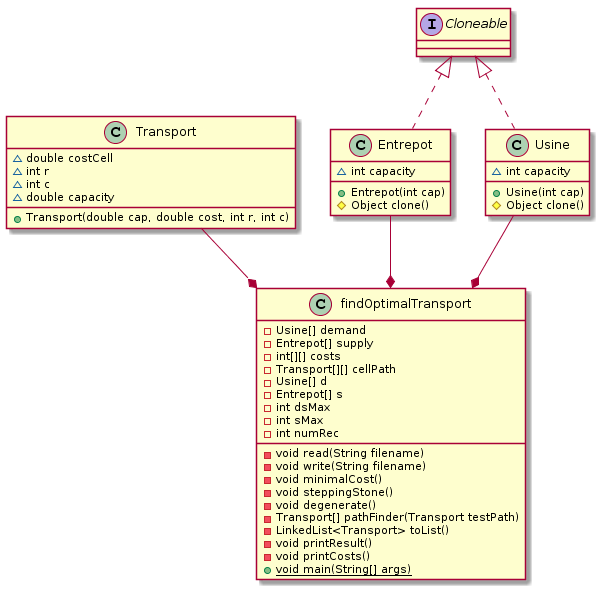 I Cloneable
C Transport
double costCell
int r
int c
double capacity
Transport(double cap, double cost, int r, int c)
C Entrepot
int capacity
Entrepot(int cap)
Object clone()
C Usine
int capacity
Usine(int cap)
Object clone()
C findOptimalTransport
Usine[] demand
Entrepot[] supply
int[][] costs
Transport[][] cellPath
Usine[] d
Entrepot[] s
int dsMax
int sMax
int numRec
void read(String filename)
void write(String filename)
void minimalCost()
void steppingStone()
void degenerate()
Transport[] pathFinder(Transport testPath)
LinkedList<Transport> toList()
void printResult()
void printCosts()
void main(String[] args)